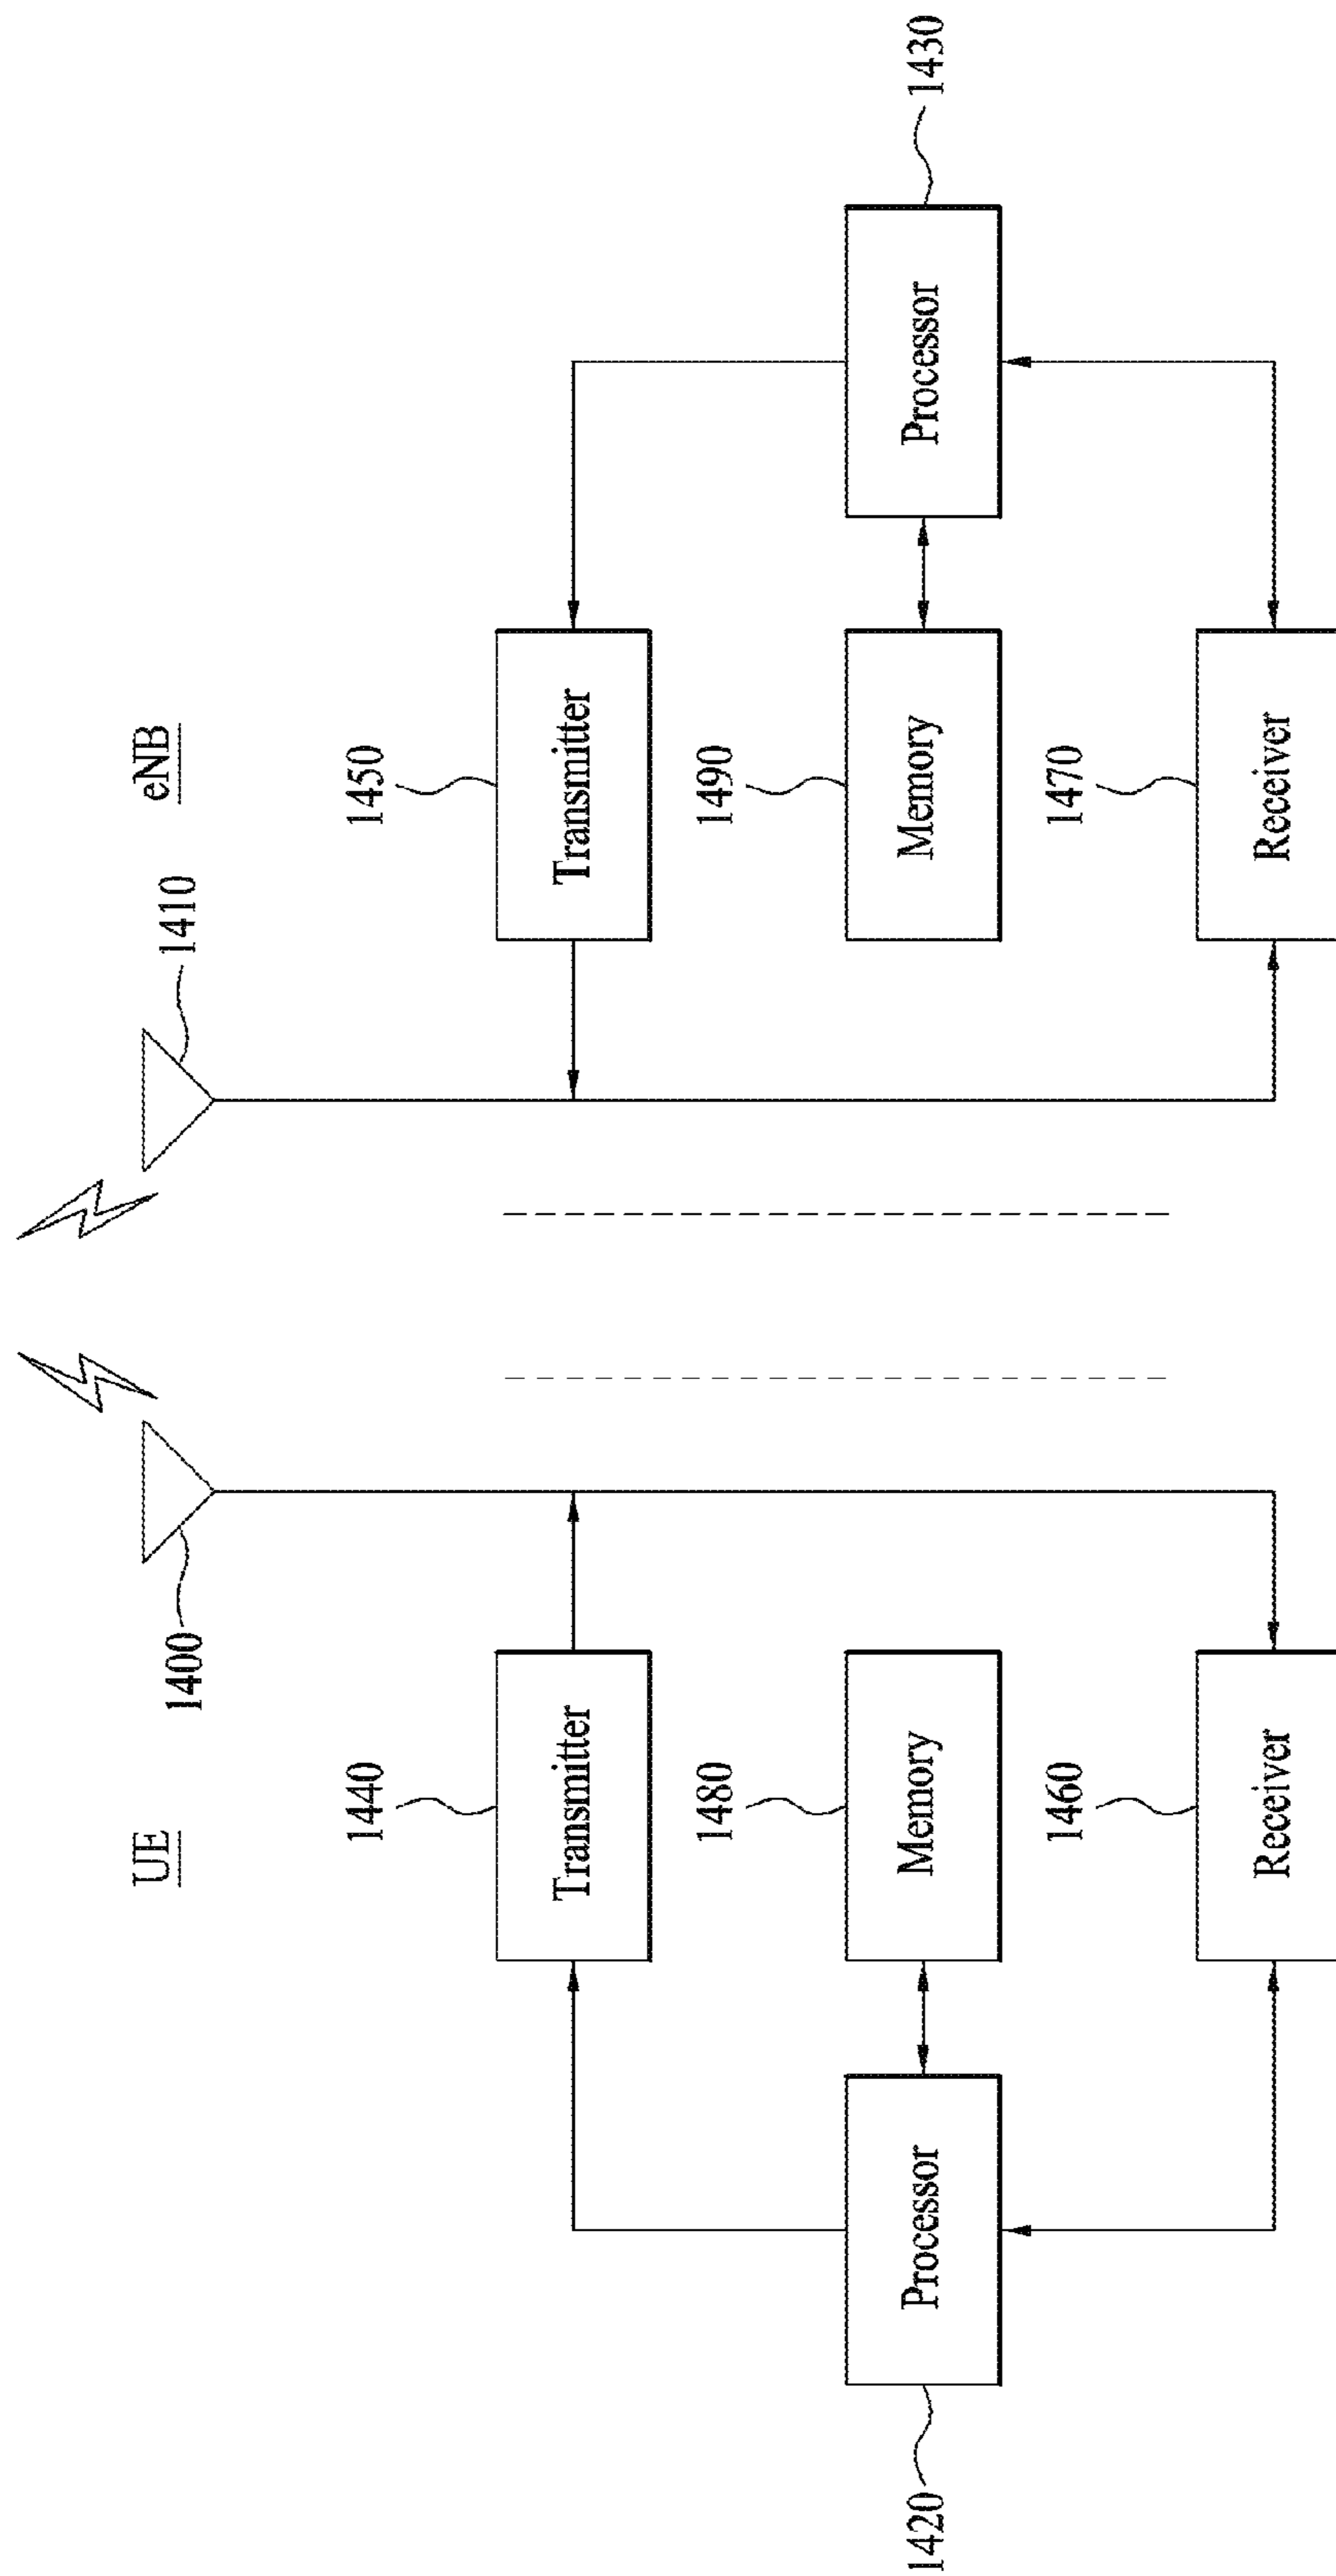 UE
eNB
1400
1410
1440
1450
Transmitter
Transmitter
1480
1490
Processor
Memory
Memory
Processor
1420
1430
1460
1470
Receiver
Receiver